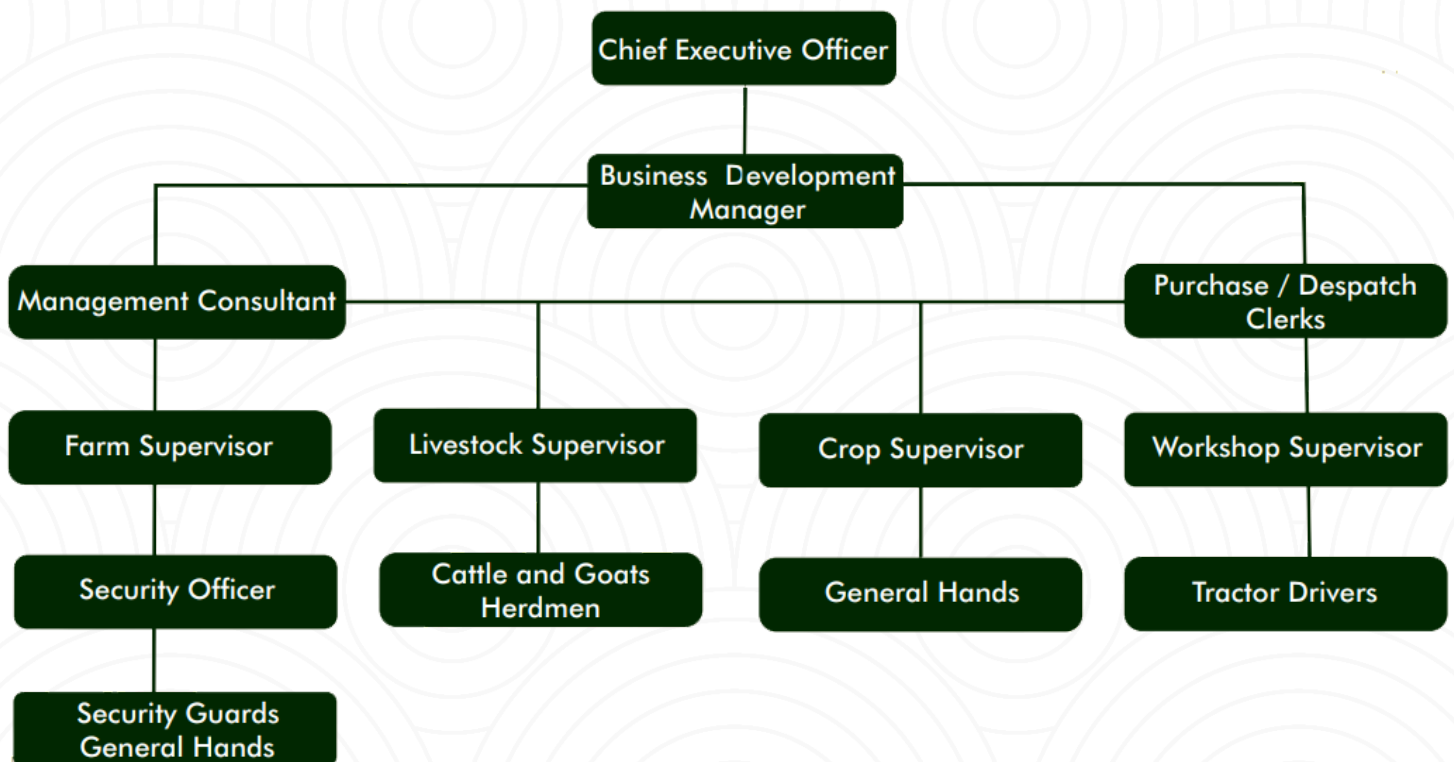 Chief Executive Officer
Business Development
Manager
Management Consultant
Purchase / Despatch
Clerks
Farm Supervisor
Livestock Supervisor
Crop Supervisor
Workshop Supervisor
Security Officer
Cattle and Goats
Herdmen
General Hands
Tractor Drivers
Security Guards
General Hands